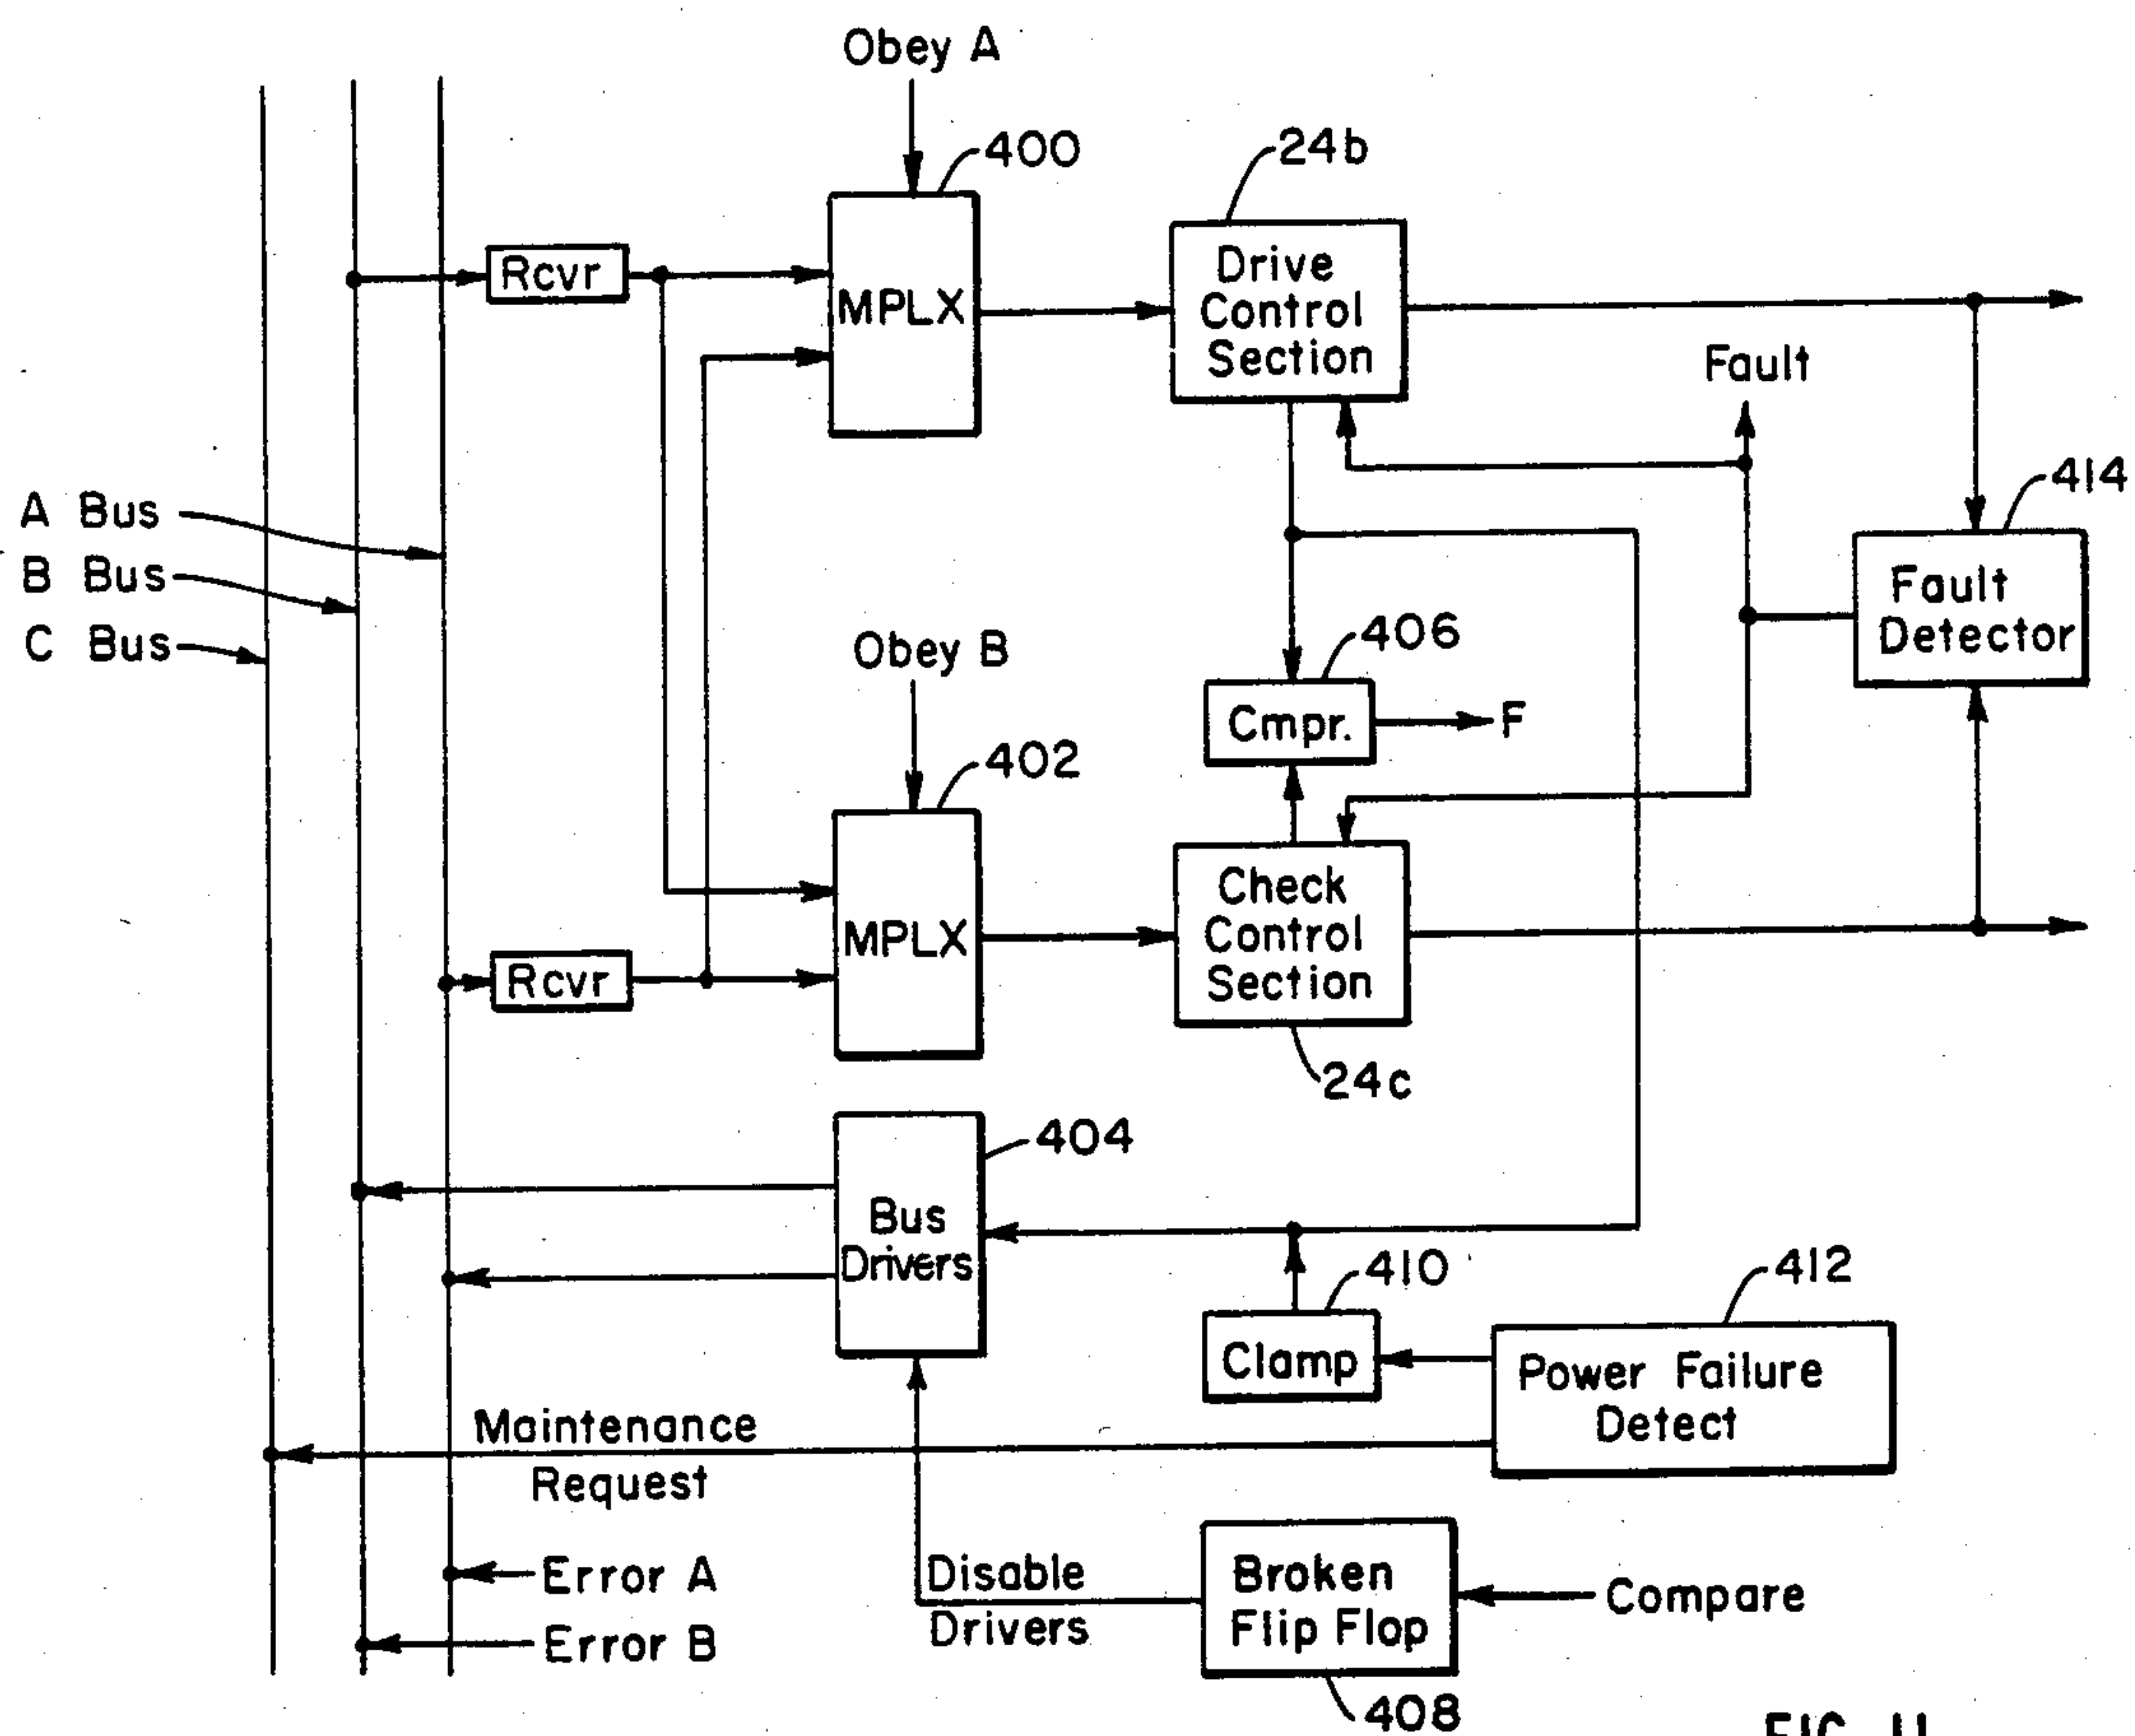 Obey A
400
24b
Rcvr
MPLX
Drive
Control
Section
Fault
414
A Bus
B Bus
C Bus
Fault
Detector
Obey B
406
Cmpr.
F
402
Check
Control
Section
MPLX
Rcvr
24c
404
Bus
Drivers
410
412
Clamp
Power Failure
Detect
Maintenance
Request
Error A
Error B
Disable
Drivers
Broken
Flip Flop
Compare
408
FIG. 11